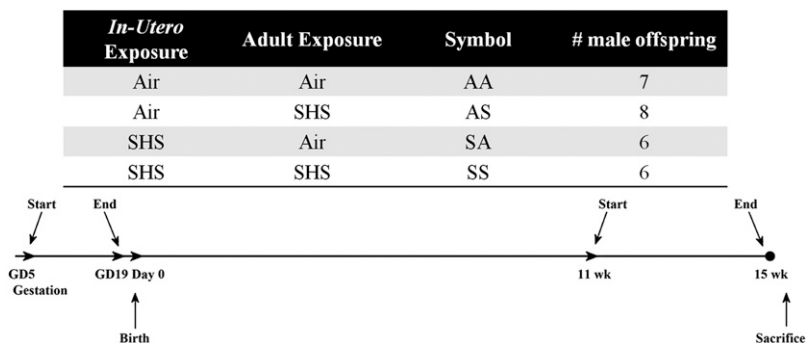 In-Utero Exposure Adult Exposure Symbol # male offspring
Air Air AA 7
Air SHS AS 8
SHS Air SA 6
SHS SHS SS 6
Start End Start End
GD5 GD19 Day 0 11 wk 15 wk
Gestation
Birth Sacrifice